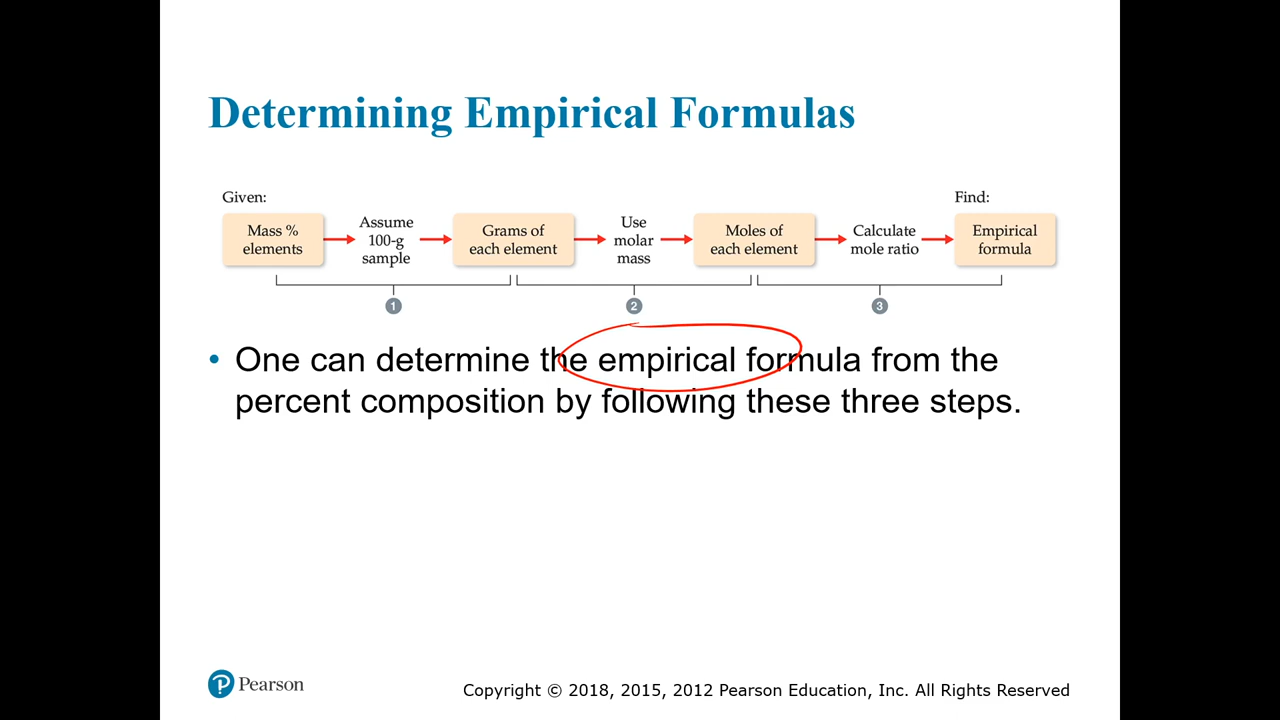 Determining Empirical Formulas
Given:
Find:
Mass %
elements
Assume
100-g
sample
Grams of
each element
Use
molar
mass
Moles of
each element
Calculate
mole ratio
Empirical
formula
1
2
3
• One can determine the empirical formula from the
percent composition by following these three steps.
P Pearson
Copyright © 2018, 2015, 2012 Pearson Education, Inc. All Rights Reserved